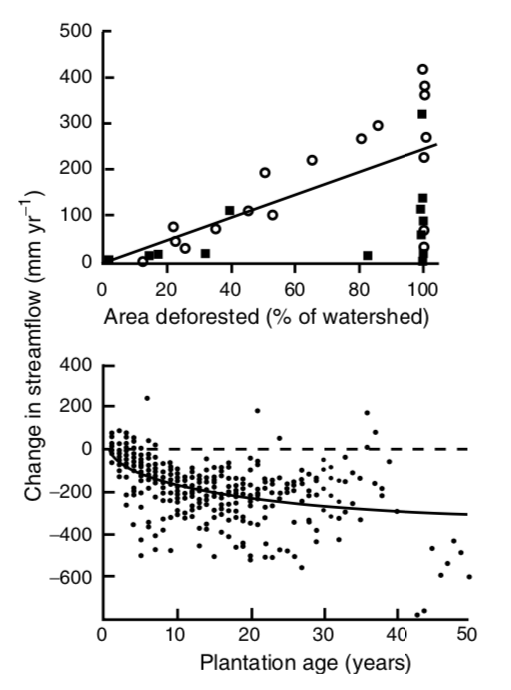 500
400
300
200
100
0
0 20 40 60 80 100
Area deforested (% of watershed)
Change in streamflow (mm yr⁻¹)
400
200
0
−200
−400
−600
0 10 20 30 40 50
Plantation age (years)